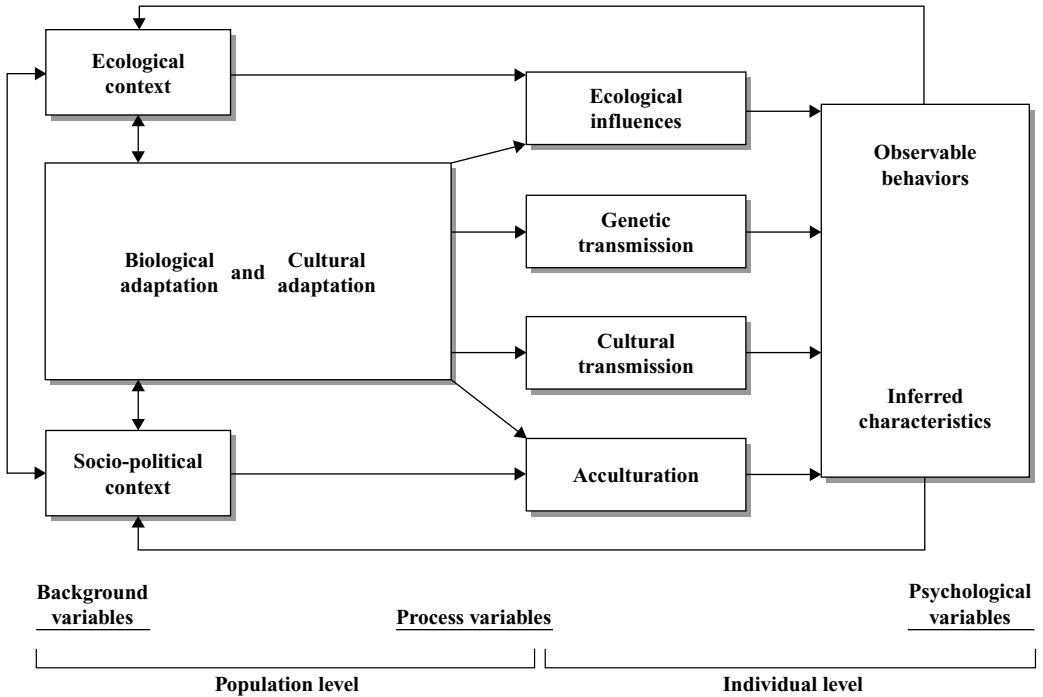 Ecological
context
Ecological
influences
Observable
behaviors
Genetic
transmission
Biological
adaptation
and
Cultural
adaptation
Cultural
transmission
Inferred
characteristics
Socio-political
context
Acculturation
Background
variables
Process variables
Psychological
variables
Population level
Individual level